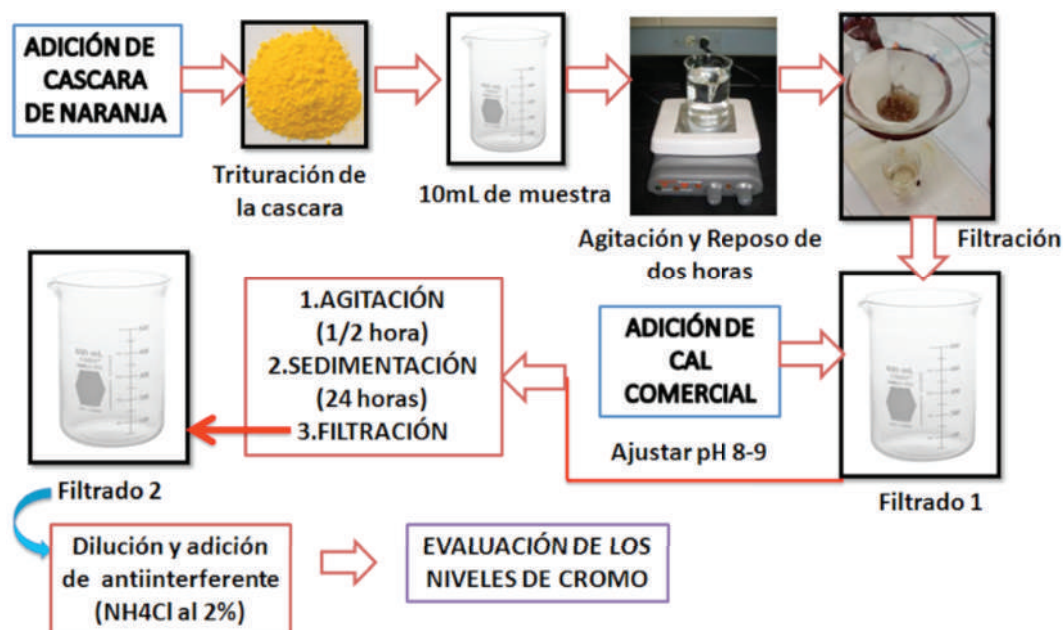 ADICIÓN DE
CASCARA
DE NARANJA
Trituración de
la cascara
10mL de muestra
Agitación y Reposo de
dos horas
Filtración
ADICIÓN DE
CAL
COMERCIAL
Ajustar pH 8-9
Filtrado 1
1.AGITACIÓN
(1/2 hora)
2.SEDIMENTACIÓN
(24 horas)
3.FILTRACIÓN
Filtrado 2
Dilución y adición
de antiinterferente
(NH4Cl al 2%)
EVALUACIÓN DE LOS
NIVELES DE CROMO